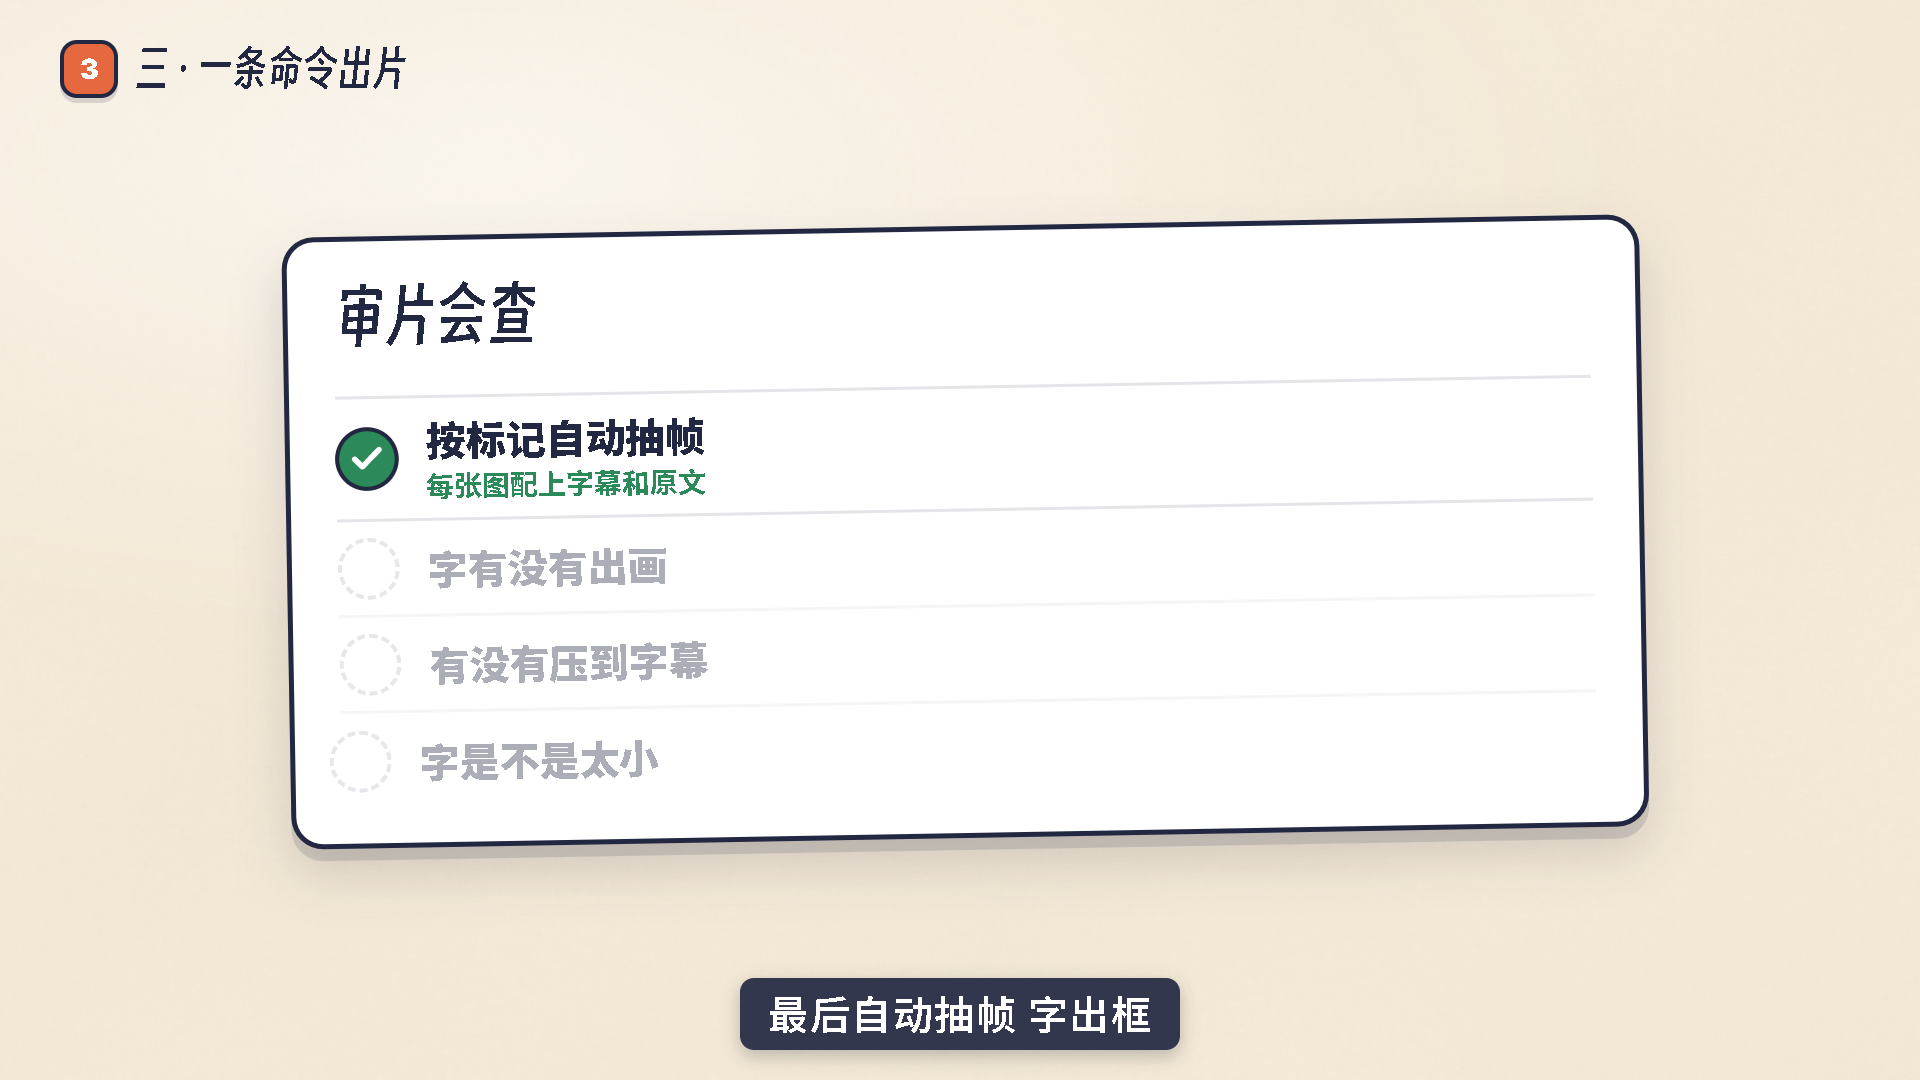 3 三·一条命令出片
审片会查
按标记自动抽帧
每张图配上字幕和原文
字有没有出画
有没有压到字幕
字是不是太小
最后自动抽帧 字出框